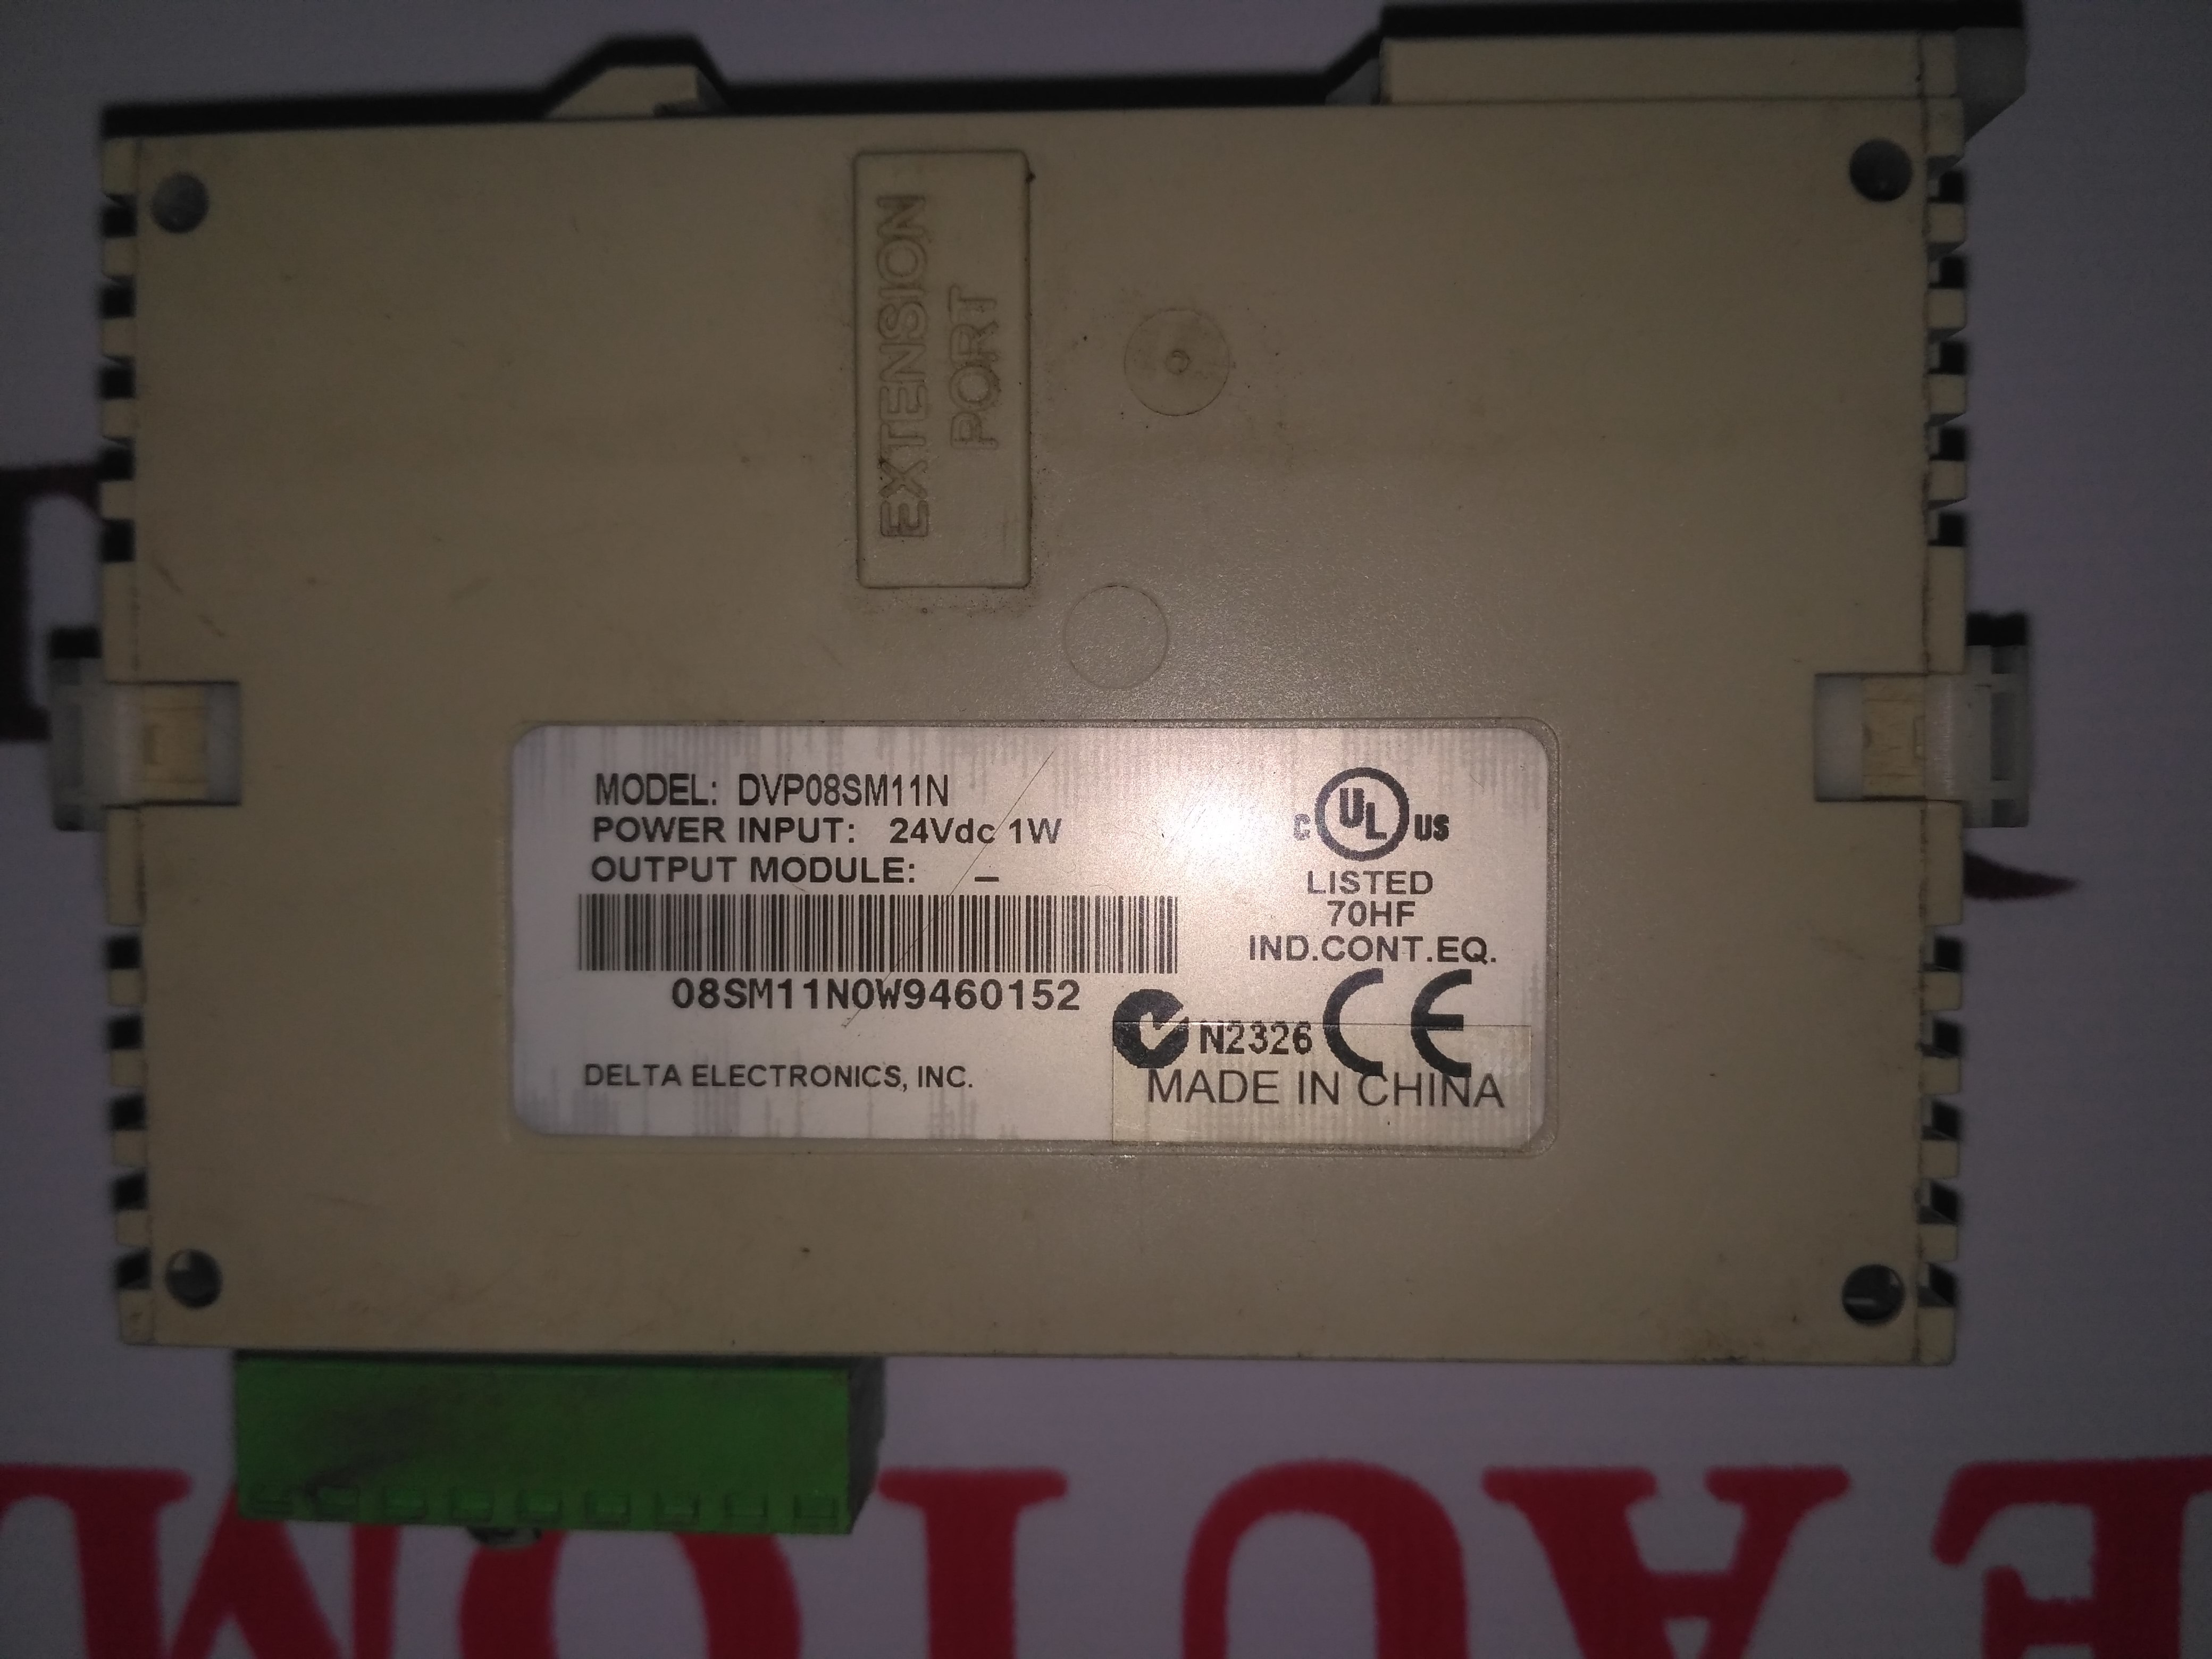 EXTENSION
PORT
MODEL: DVP08SM11N
POWER INPUT: 24Vdc 1W
OUTPUT MODULE: –
08SM11N0W9460152
DELTA ELECTRONICS, INC.
C UL US
LISTED
70HF
IND.CONT.EQ.
N2326 CE
MADE IN CHINA